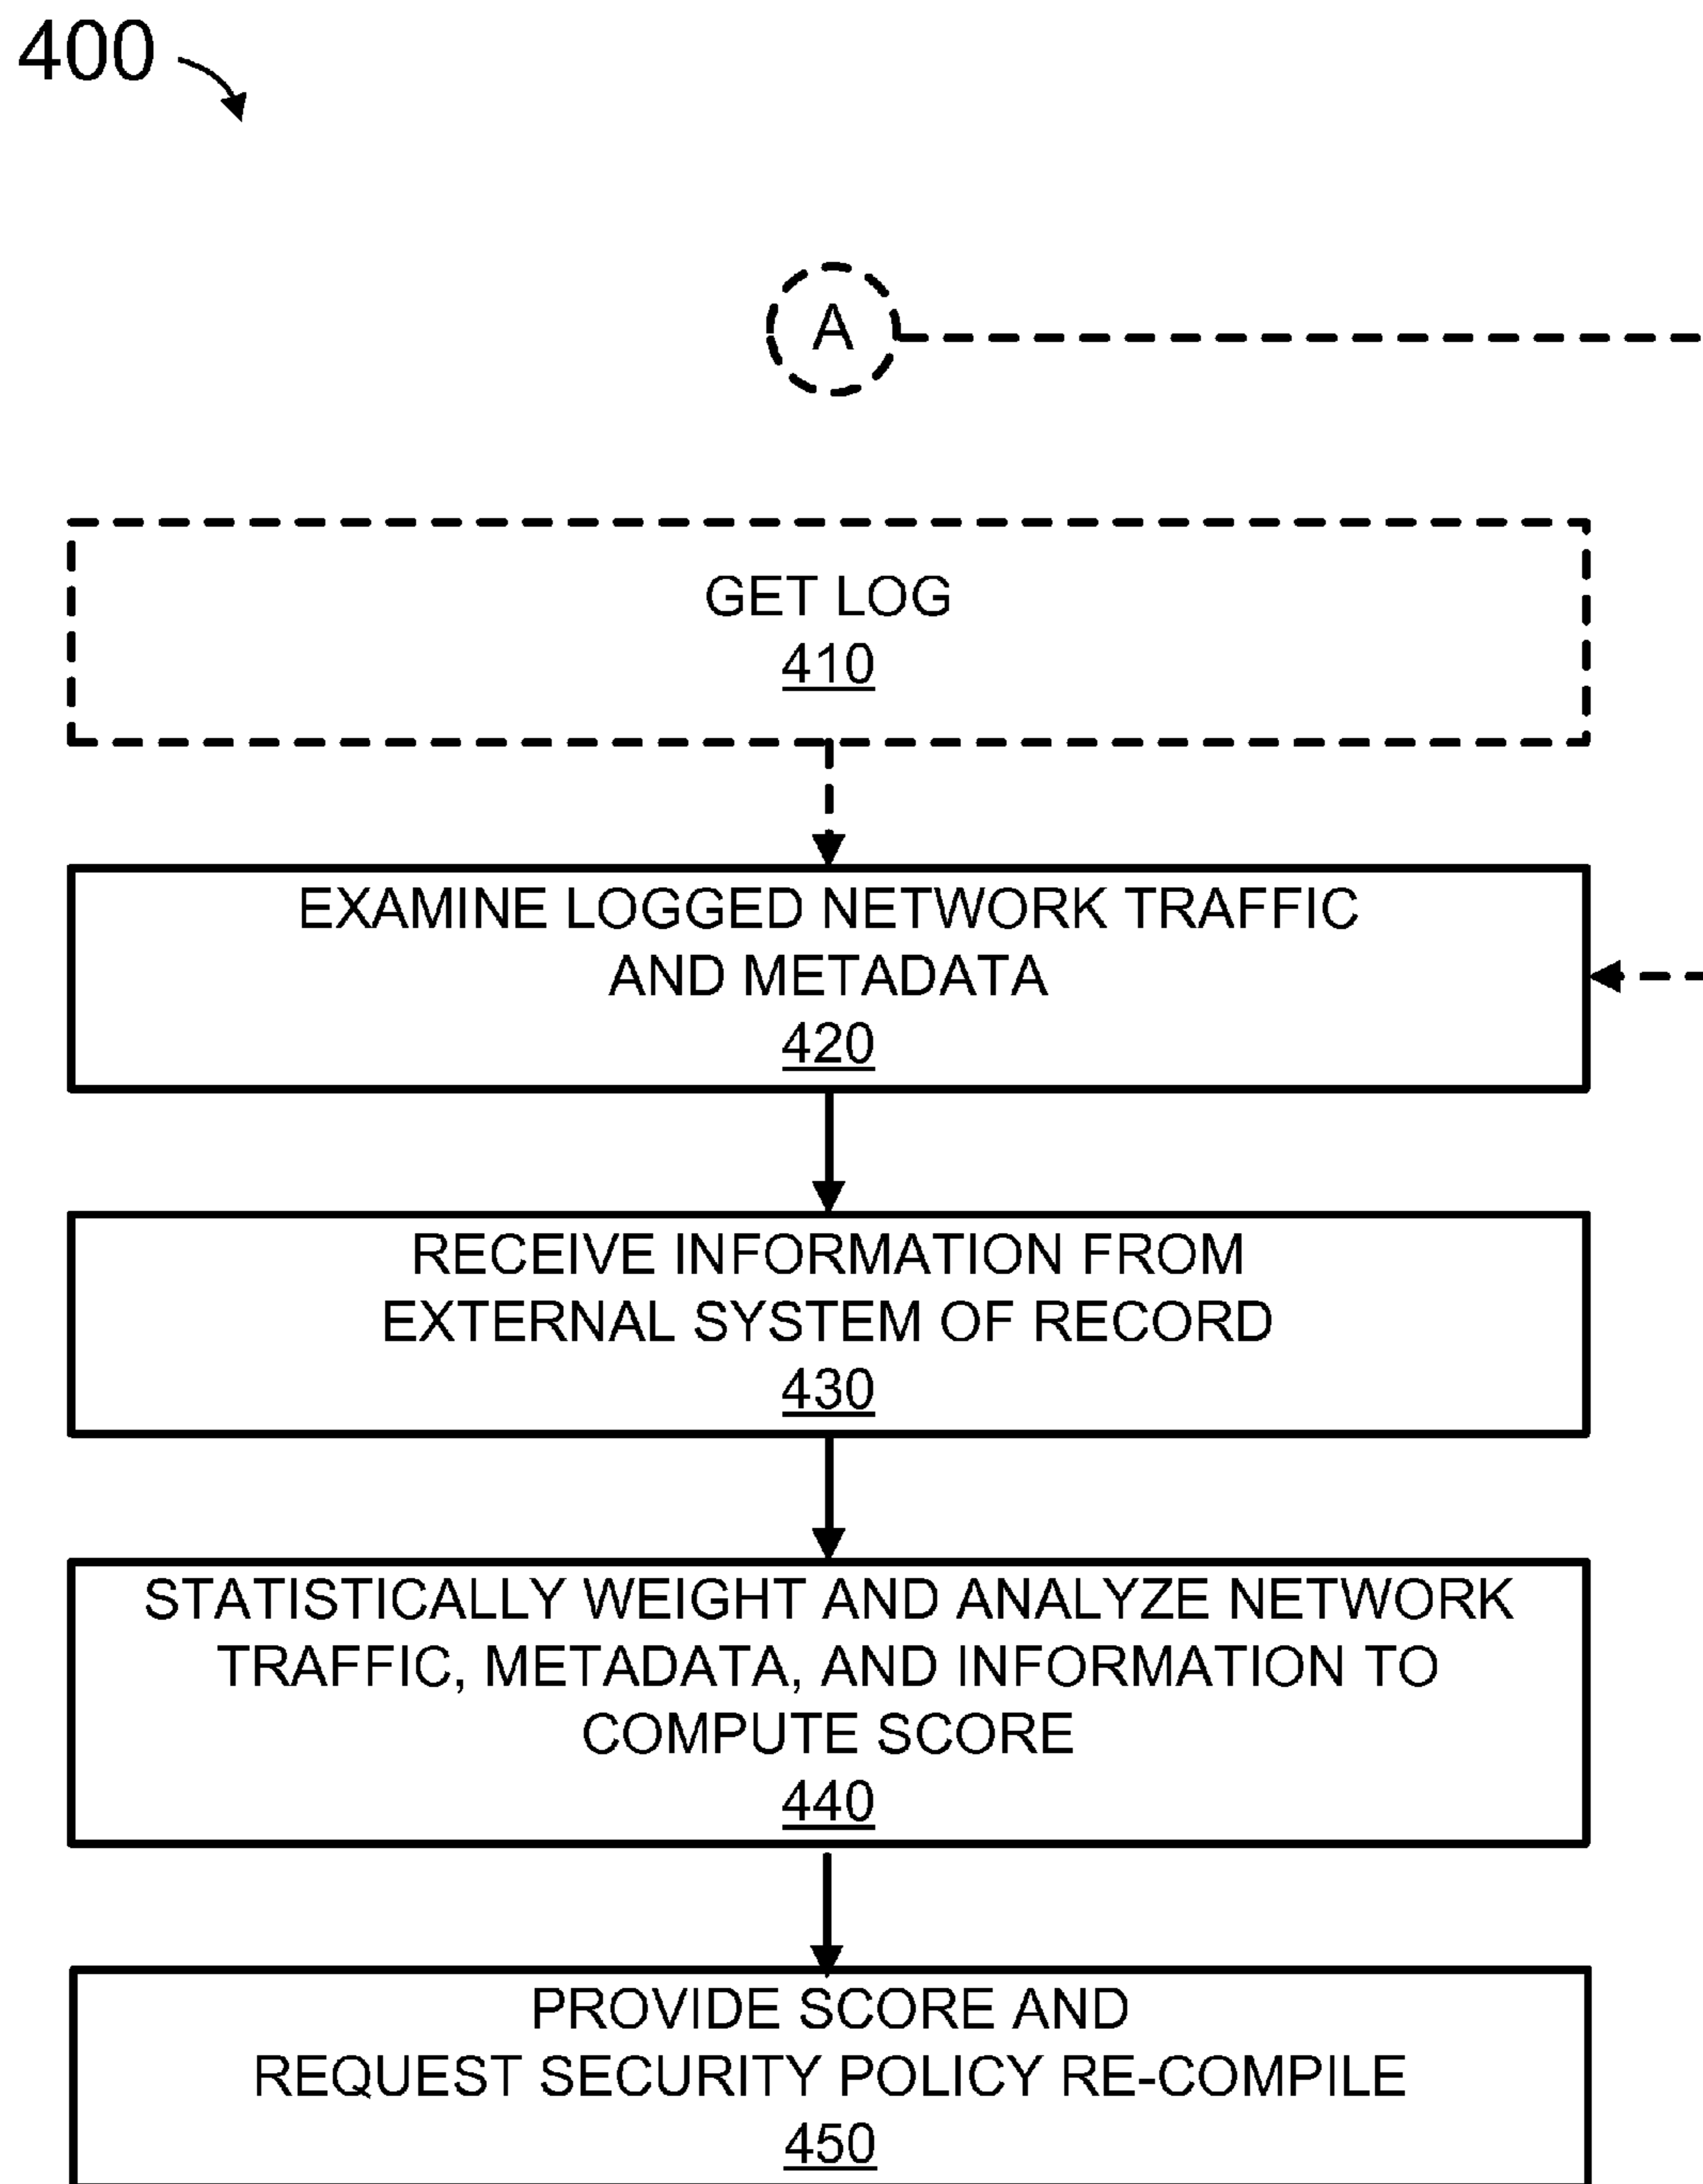 400
A
GET LOG
410
EXAMINE LOGGED NETWORK TRAFFIC
AND METADATA
420
RECEIVE INFORMATION FROM
EXTERNAL SYSTEM OF RECORD
430
STATISTICALLY WEIGHT AND ANALYZE NETWORK
TRAFFIC, METADATA, AND INFORMATION TO
COMPUTE SCORE
440
PROVIDE SCORE AND
REQUEST SECURITY POLICY RE-COMPILE
450